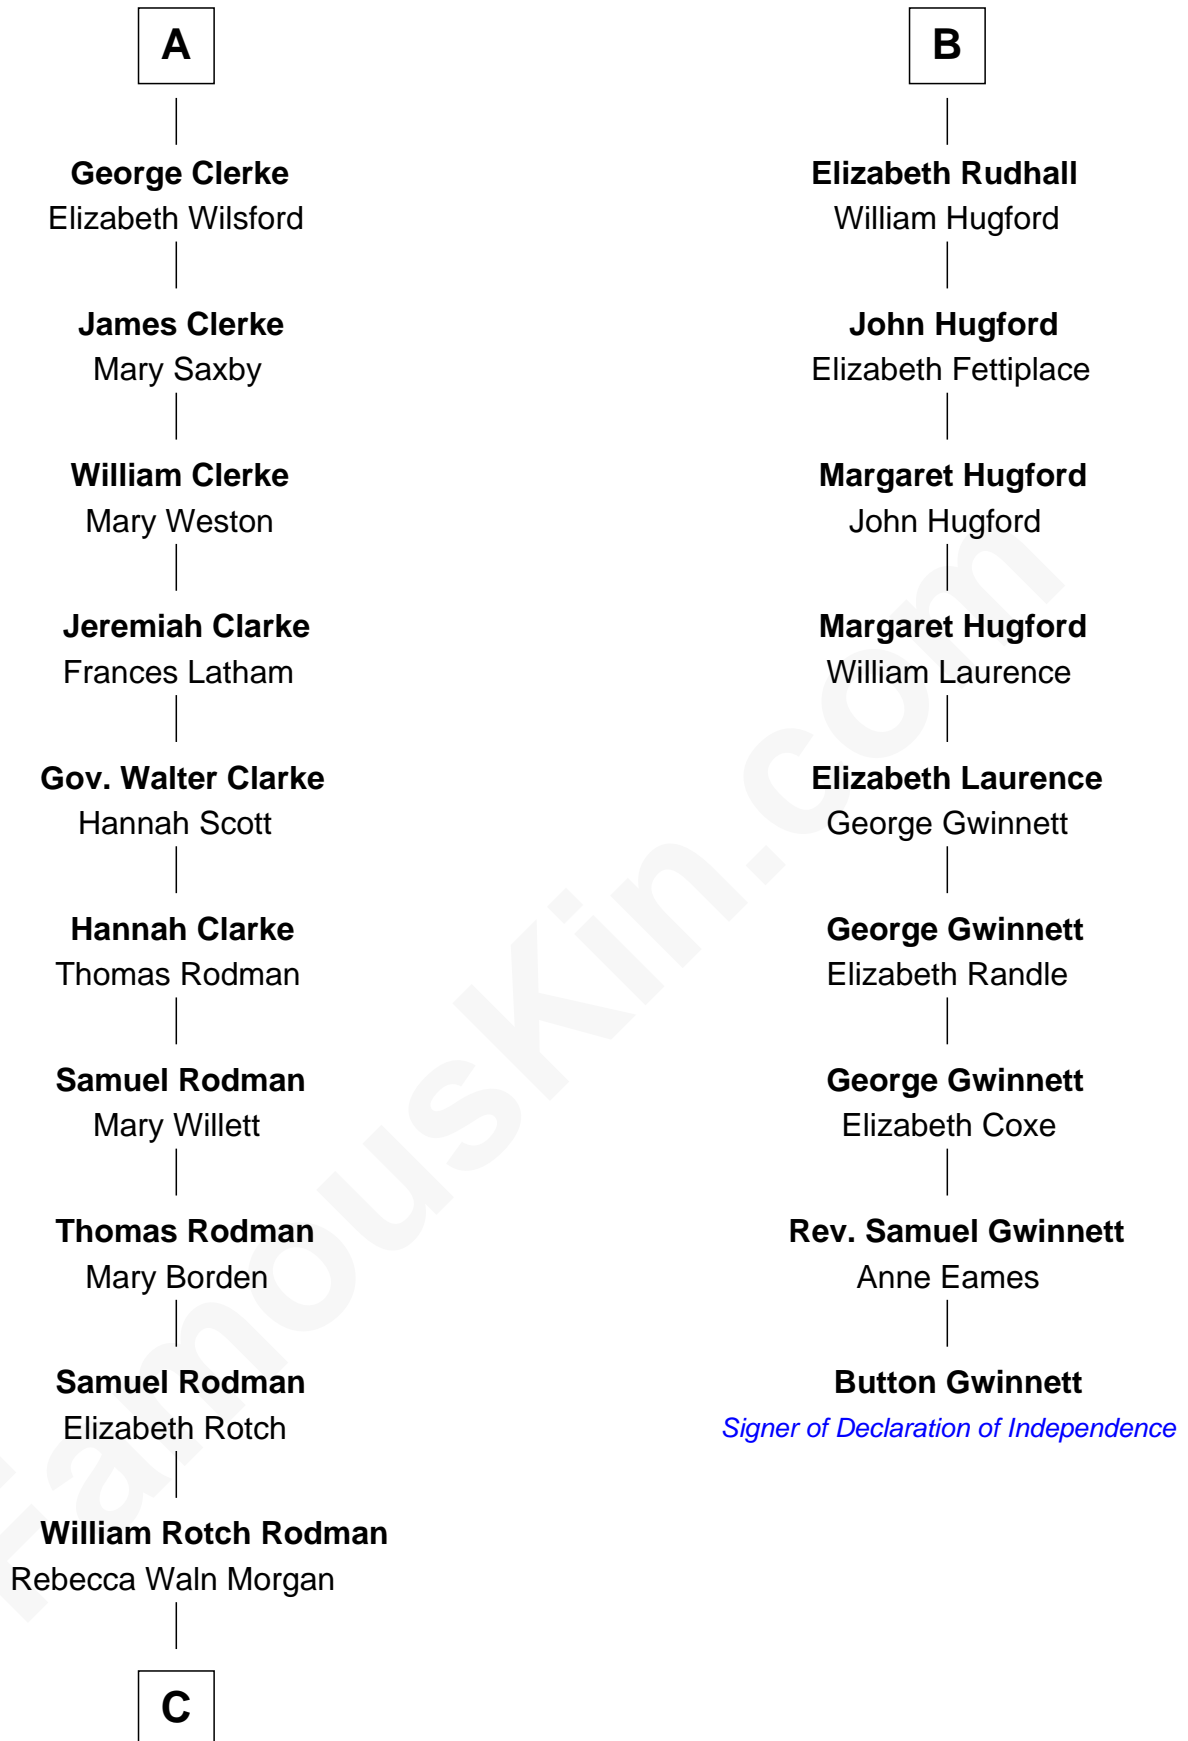 A
George Clerke
Elizabeth Wilsford
James Clerke
Mary Saxby
William Clerke
Mary Weston
Jeremiah Clarke
Frances Latham
Gov. Walter Clarke
Hannah Scott
Hannah Clarke
Thomas Rodman
Samuel Rodman
Mary Willett
Thomas Rodman
Mary Borden
Samuel Rodman
Elizabeth Rotch
William Rotch Rodman
Rebecca Waln Morgan
C
B
Elizabeth Rudhall
William Hugford
John Hugford
Elizabeth Fettiplace
Margaret Hugford
John Hugford
Margaret Hugford
William Laurence
Elizabeth Laurence
George Gwinnett
George Gwinnett
Elizabeth Randle
George Gwinnett
Elizabeth Coxe
Rev. Samuel Gwinnett
Anne Eames
Button Gwinnett
Signer of Declaration of Independence
FamousKin.com